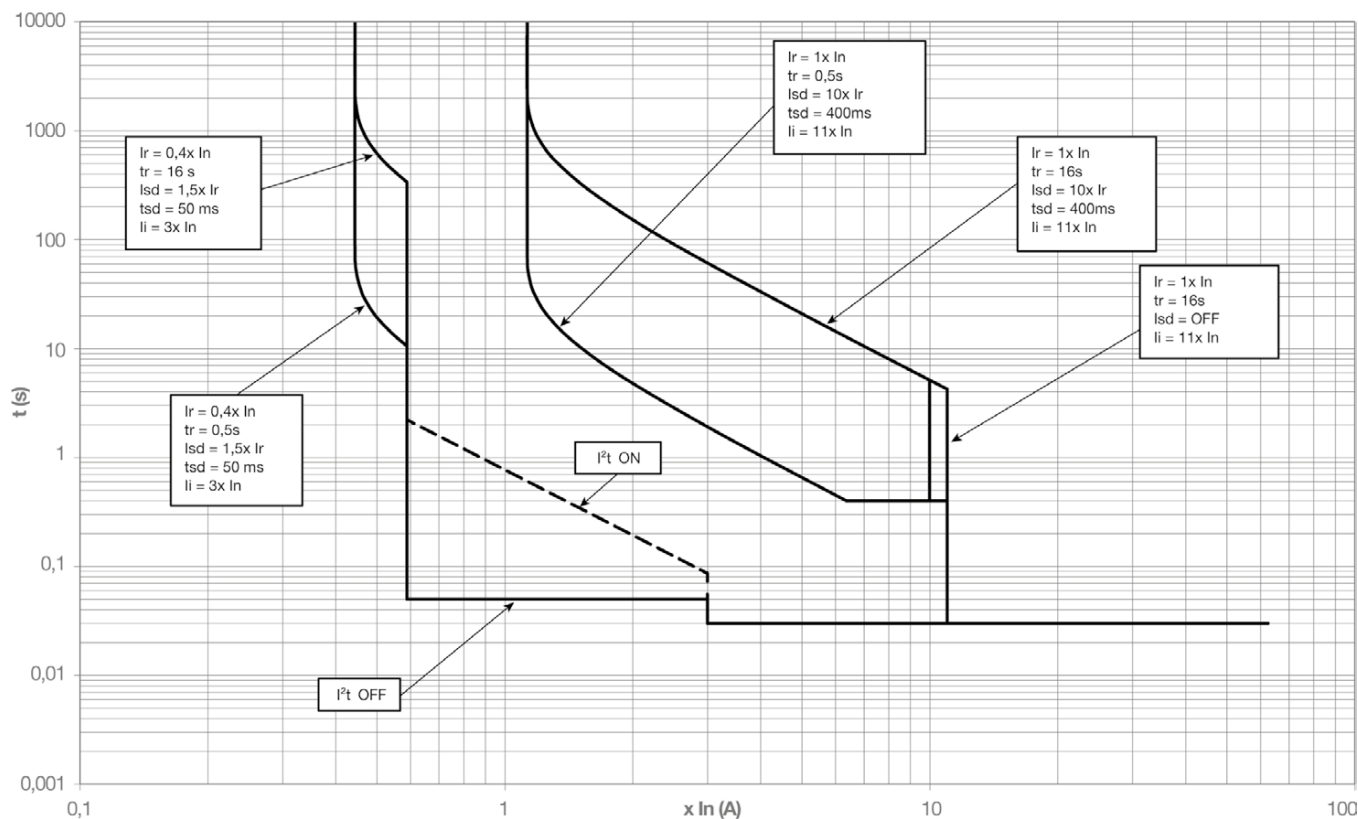 10000
1000
100
10
1
0,1
0,01
0,001
t (s)
Ir = 0,4x In
tr = 16 s
Isd = 1,5x Ir
tsd = 50 ms
Ii = 3x In
Ir = 0,4x In
tr = 0,5s
Isd = 1,5x Ir
tsd = 50 ms
Ii = 3x In
Ir = 1x In
tr = 0,5s
Isd = 10x Ir
tsd = 400ms
Ii = 11x In
Ir = 1x In
tr = 16s
Isd = 10x Ir
tsd = 400ms
Ii = 11x In
Ir = 1x In
tr = 16s
Isd = OFF
Ii = 11x In
I²t ON
I²t OFF
0,1
1
x In (A)
10
100